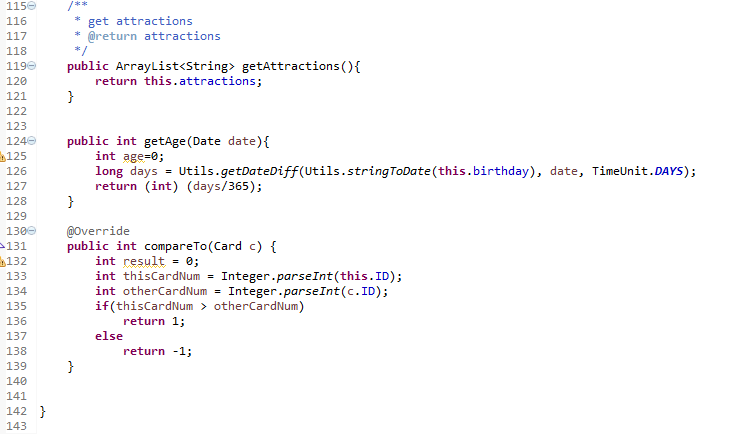 115 /**
116 * get attractions
117 * @return attractions
118 */
119 public ArrayList<String> getAttractions(){
120 return this.attractions;
121 }
122
123
124 public int getAge(Date date){
125 int age=0;
126 long days = Utils.getDateDiff(Utils.stringToDate(this.birthday), date, TimeUnit.DAYS);
127 return (int) (days/365);
128 }
129
130 @Override
131 public int compareTo(Card c) {
132 int result = 0;
133 int thisCardNum = Integer.parseInt(this.ID);
134 int otherCardNum = Integer.parseInt(c.ID);
135 if(thisCardNum > otherCardNum)
136 return 1;
137 else
138 return -1;
139 }
140
141
142 }
143